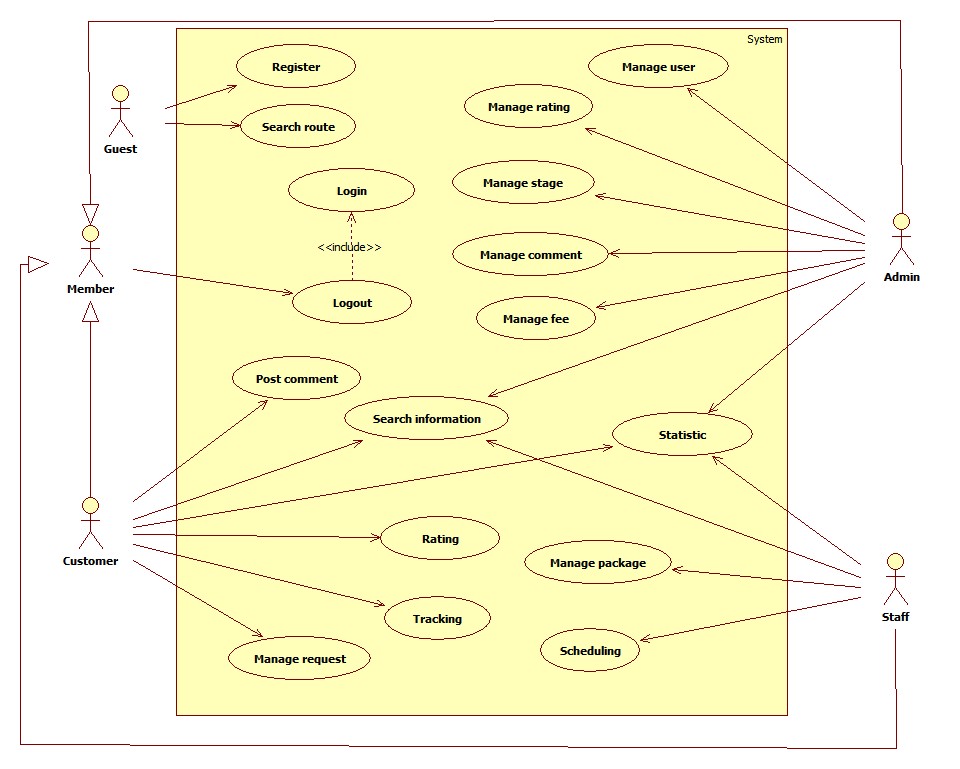 System
Register
Manage user
Manage rating
Search route
Guest
Login
Manage stage
<<include>>
Manage comment
Admin
Member
Logout
Manage fee
Post comment
Search information
Statistic
Rating
Customer
Manage package
Tracking
Staff
Scheduling
Manage request